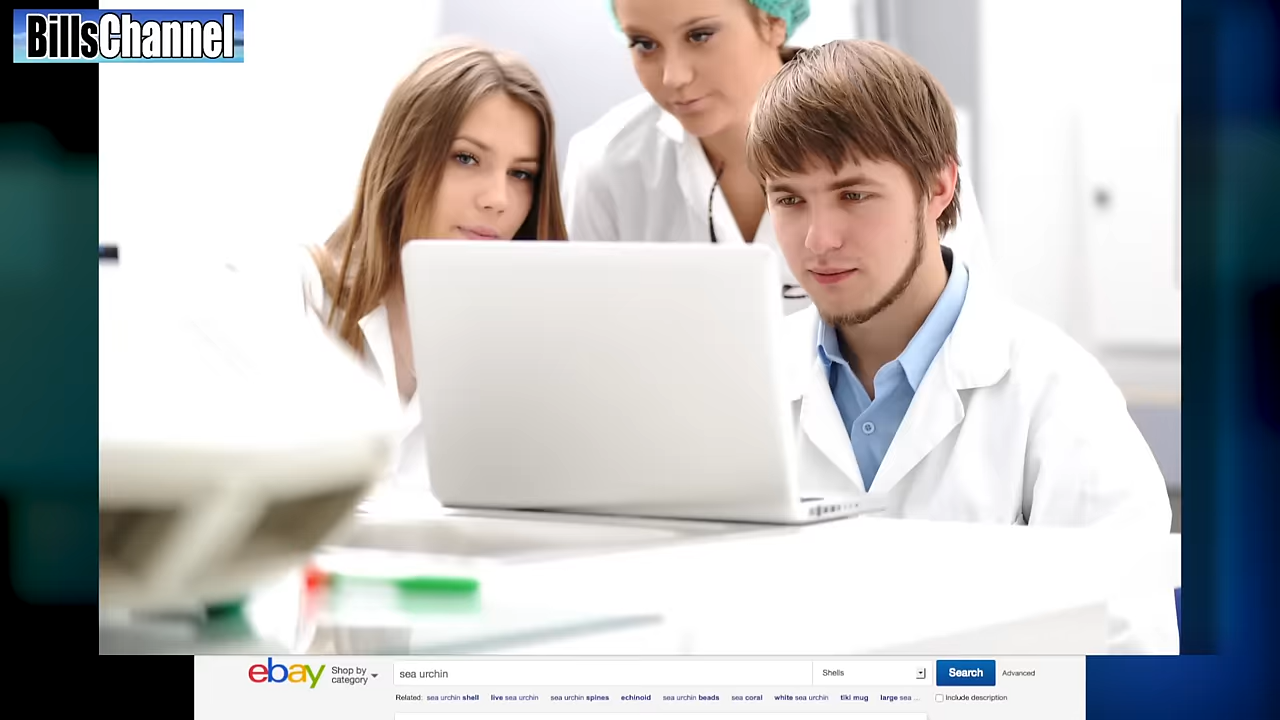 BillsChannel
ebay Shop by category sea urchin Shells Search Advanced
Related: sea urchin shell live sea urchin sea urchin spines echinoid sea urchin beads sea coral white sea urchin tiki mug large sea ... Include description